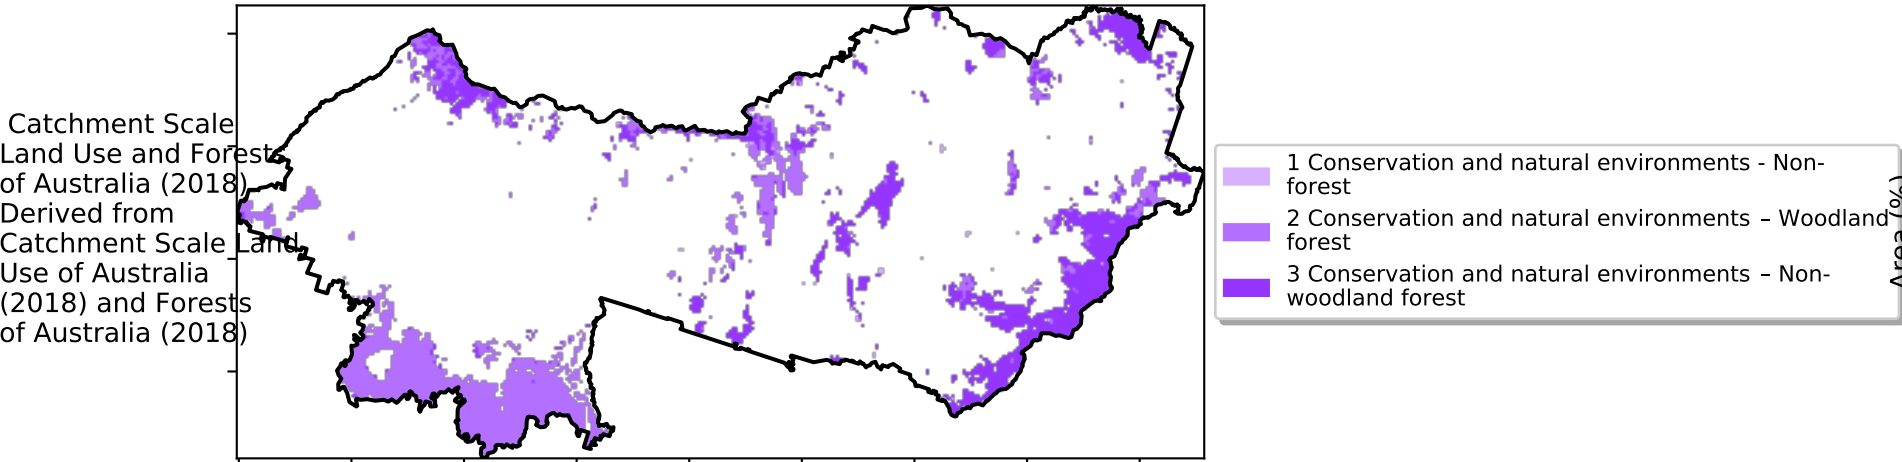 Catchment Scale
Land Use and Forests
of Australia (2018)
Derived from
Catchment Scale Land
Use of Australia
(2018) and Forests
of Australia (2018)
1 Conservation and natural environments - Non-
forest
2 Conservation and natural environments – Woodland
forest
3 Conservation and natural environments – Non-
woodland forest
Area (%)